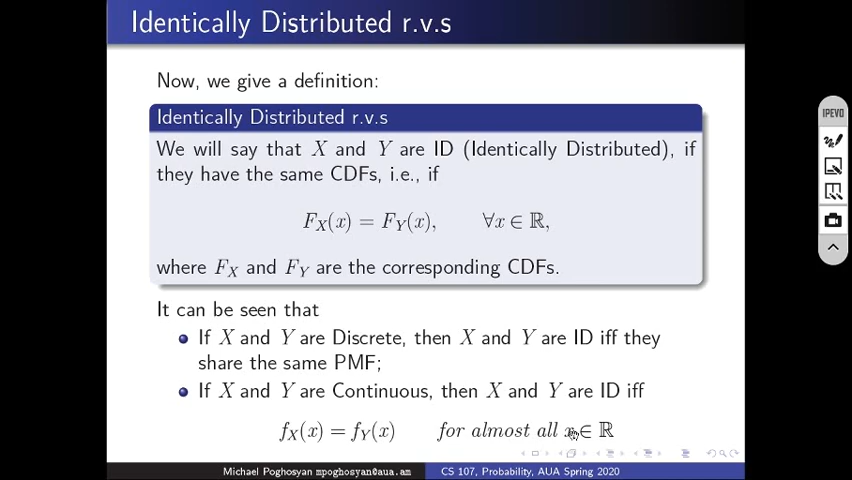 Identically Distributed r.v.s
Now, we give a definition:
Identically Distributed r.v.s
We will say that X and Y are ID (Identically Distributed), if
they have the same CDFs, i.e., if
F_X(x) = F_Y(x), ∀x ∈ ℝ,
where F_X and F_Y are the corresponding CDFs.
It can be seen that
If X and Y are Discrete, then X and Y are ID iff they
share the same PMF;
If X and Y are Continuous, then X and Y are ID iff
f_X(x) = f_Y(x) for almost all x ∈ ℝ
Michael Poghosyan mpoghosyan@aua.am CS 107, Probability, AUA Spring 2020
IPEVO